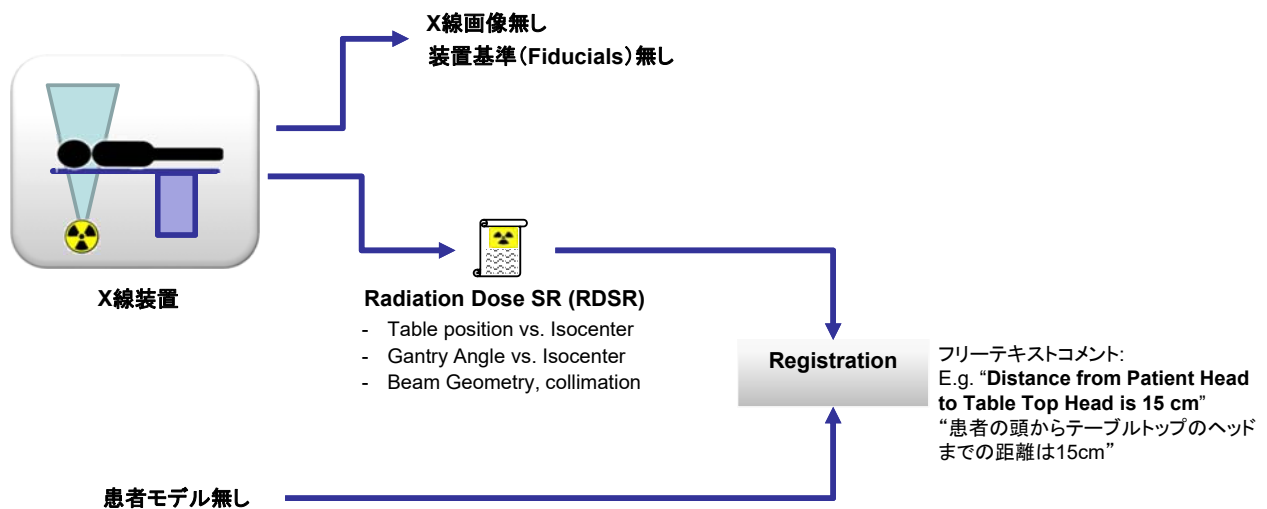 X線画像無し
装置基準（Fiducials）無し
X線装置
Radiation Dose SR (RDSR)
- Table position vs. Isocenter
- Gantry Angle vs. Isocenter
- Beam Geometry, collimation
Registration
フリーテキストコメント:
E.g. “Distance from Patient Head
to Table Top Head is 15 cm”
“患者の頭からテーブルトップのヘッド
までの距離は15cm”
患者モデル無し